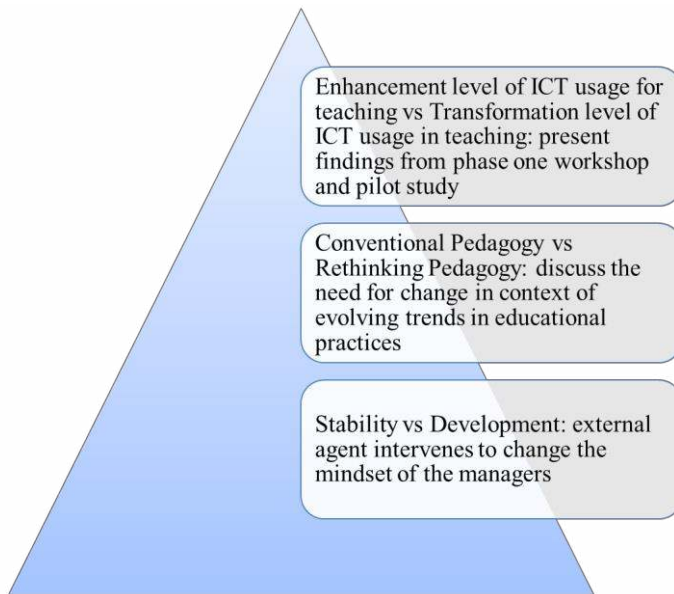 Enhancement level of ICT usage for
teaching vs Transformation level of
ICT usage in teaching: present
findings from phase one workshop
and pilot study
Conventional Pedagogy vs
Rethinking Pedagogy: discuss the
need for change in context of
evolving trends in educational
practices
Stability vs Development: external
agent intervenes to change the
mindset of the managers